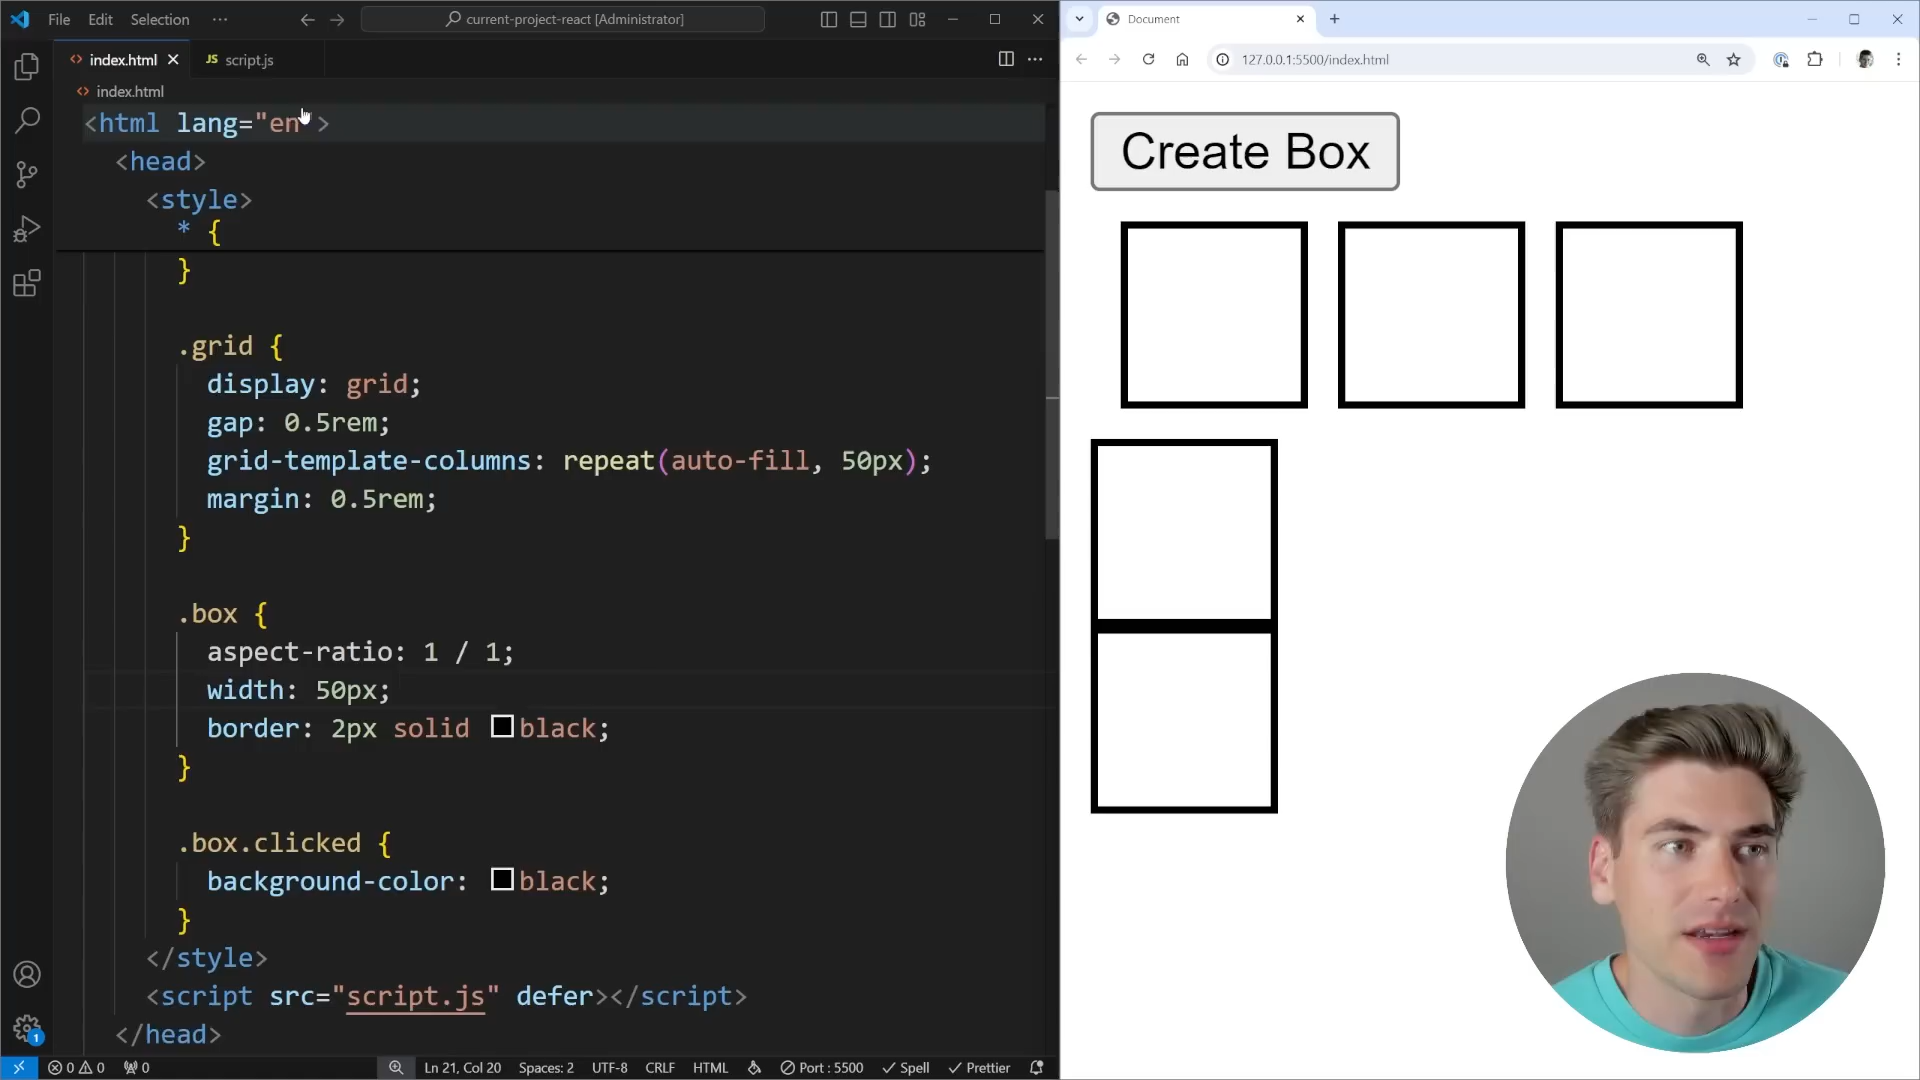 File Edit Selection ··· current-project-react [Administrator]
index.html JS script.js
index.html
<html lang="en">
<head>
<style>
* {
}
.grid {
display: grid;
gap: 0.5rem;
grid-template-columns: repeat(auto-fill, 50px);
margin: 0.5rem;
}
.box {
aspect-ratio: 1 / 1;
width: 50px;
border: 2px solid black;
}
.box.clicked {
background-color: black;
}
</style>
<script src="script.js" defer></script>
</head>
1
0 0 0 Ln 21, Col 20 Spaces: 2 UTF-8 CRLF HTML Port : 5500 Spell Prettier
Document
127.0.0.1:5500/index.html
Create Box